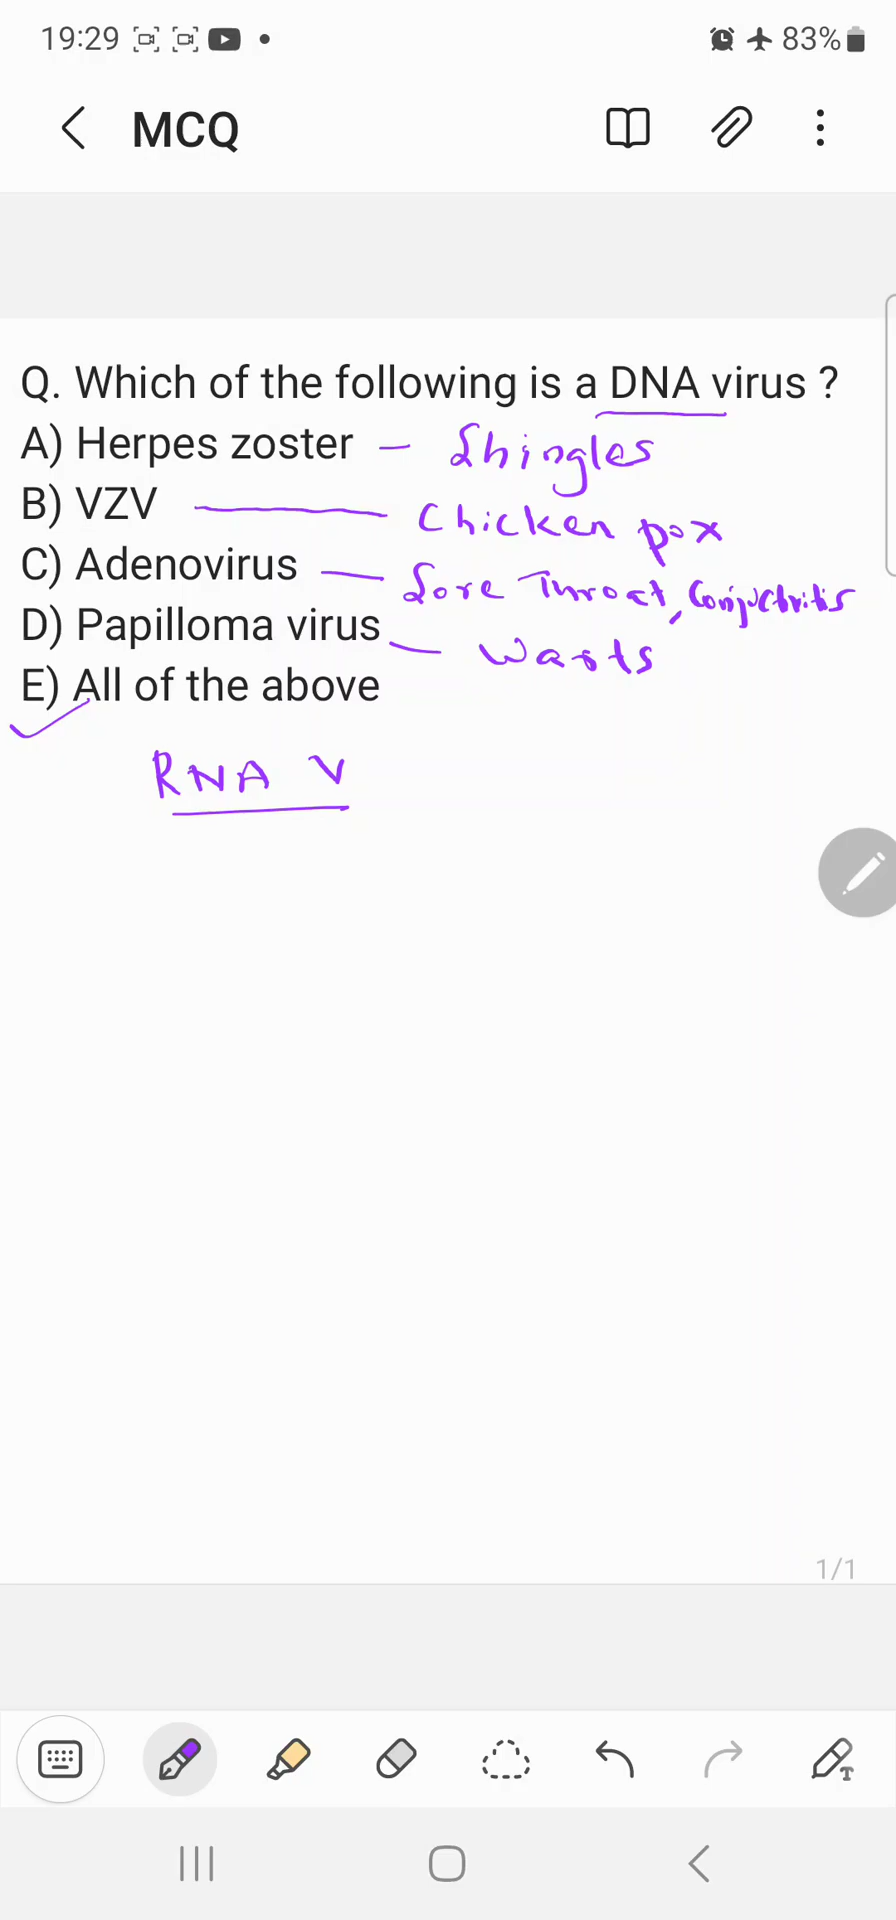 19:29 83%
MCQ
Q. Which of the following is a DNA virus ?
A) Herpes zoster - Shingles
B) VZV — Chicken pox
C) Adenovirus — Sore Throat, Conjuctivitis
D) Papilloma virus — Warts
E) All of the above
RNA V
1/1
T